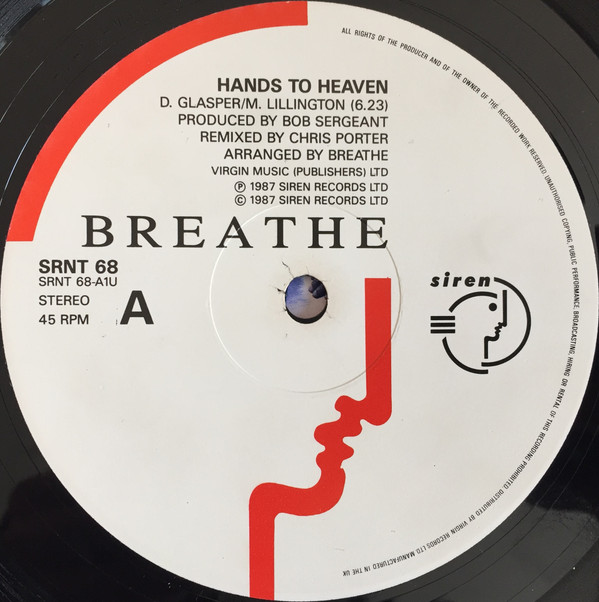 HANDS TO HEAVEN
D. GLASPER/M. LILLINGTON (6.23)
PRODUCED BY BOB SERGEANT
REMIXED BY CHRIS PORTER
ARRANGED BY BREATHE
VIRGIN MUSIC (PUBLISHERS) LTD
Ⓟ 1987 SIREN RECORDS LTD
© 1987 SIREN RECORDS LTD
BREATHE
SRNT 68
SRNT 68-A1U
STEREO
45 RPM
A
siren
ALL RIGHTS OF THE PRODUCER AND OF THE OWNER OF THE WORK RESERVED. UNAUTHORISED COPYING, PUBLIC PERFORMANCE, BROADCASTING, HIRING OR RENTAL OF THIS RECORDING PROHIBITED. DISTRIBUTED BY VIRGIN RECORDS LTD. MANUFACTURED IN THE UK